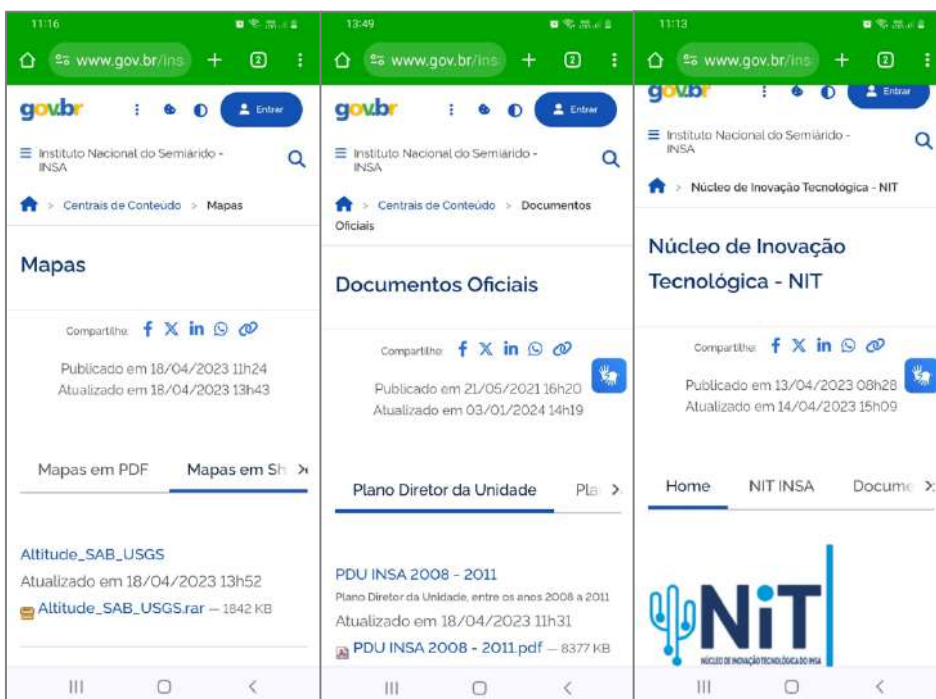 11:16
www.gov.br/ins
2
gov.br
Entrar
Instituto Nacional do Semiárido -
INSA
> Centrais de Conteúdo > Mapas
Mapas
Compartilhe:
Publicado em 18/04/2023 11h24
Atualizado em 18/04/2023 13h43
Mapas em PDF Mapas em Sh
Altitude_SAB_USGS
Atualizado em 18/04/2023 13h52
Altitude_SAB_USGS.rar — 1842 KB
13:49
www.gov.br/ins
2
gov.br
Entrar
Instituto Nacional do Semiárido -
INSA
> Centrais de Conteúdo > Documentos
Oficiais
Documentos Oficiais
Compartilhe:
Publicado em 21/05/2021 16h20
Atualizado em 03/01/2024 14h19
Plano Diretor da Unidade Pla
PDU INSA 2008 - 2011
Plano Diretor da Unidade, entre os anos 2008 a 2011
Atualizado em 18/04/2023 11h31
PDU INSA 2008 - 2011.pdf — 8377 KB
11:13
www.gov.br/ins
2
gov.br
Entrar
Instituto Nacional do Semiárido -
INSA
> Núcleo de Inovação Tecnológica - NIT
Núcleo de Inovação
Tecnológica - NIT
Compartilhe:
Publicado em 13/04/2023 08h28
Atualizado em 14/04/2023 15h09
Home NIT INSA Docume
NiT
NÚCLEO DE INOVAÇÃO TECNOLÓGICA DO INSA